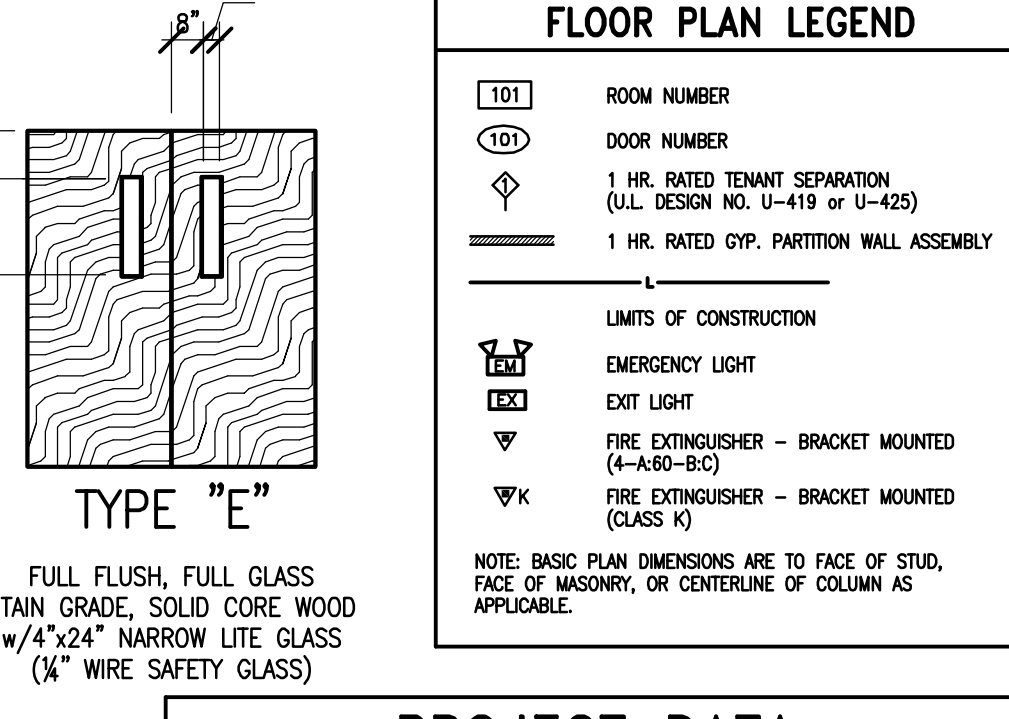 8"
TYPE "E"
FULL FLUSH, FULL GLASS
TAIN GRADE, SOLID CORE WOOD
w/4"x24" NARROW LITE GLASS
(¼" WIRE SAFETY GLASS)
FLOOR PLAN LEGEND
101 ROOM NUMBER
101 DOOR NUMBER
1 1 HR. RATED TENANT SEPARATION
(U.L. DESIGN NO. U-419 or U-425)
1 HR. RATED GYP. PARTITION WALL ASSEMBLY
L
LIMITS OF CONSTRUCTION
EM EMERGENCY LIGHT
EX EXIT LIGHT
FIRE EXTINGUISHER - BRACKET MOUNTED
(4-A:60-B:C)
K FIRE EXTINGUISHER - BRACKET MOUNTED
(CLASS K)
NOTE: BASIC PLAN DIMENSIONS ARE TO FACE OF STUD,
FACE OF MASONRY, OR CENTERLINE OF COLUMN AS
APPLICABLE.
PROJECT DATA